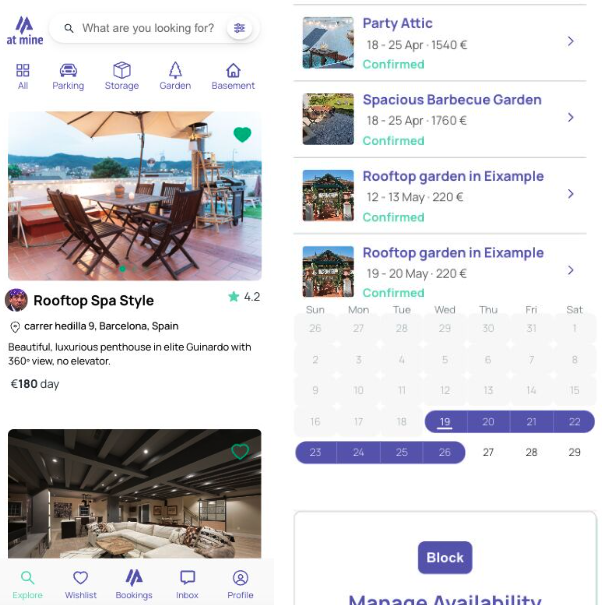 at mine
What are you looking for?
All
Parking
Storage
Garden
Basement
Rooftop Spa Style
4.2
carrer hedilla 9, Barcelona, Spain
Beautiful, luxurious penthouse in elite Guinardo with
360º view, no elevator.
€180 day
Explore
Wishlist
Bookings
Inbox
Profile
Party Attic
18 - 25 Apr · 1540 €
Confirmed
Spacious Barbecue Garden
18 - 25 Apr · 1760 €
Confirmed
Rooftop garden in Eixample
12 - 13 May · 220 €
Confirmed
Rooftop garden in Eixample
19 - 20 May · 220 €
Confirmed
Sun Mon Tue Wed Thu Fri Sat
26 27 28 29 30 31 1
2 3 4 5 6 7 8
9 10 11 12 13 14 15
16 17 18 19 20 21 22
23 24 25 26 27 28 29
Block
Manage Availability